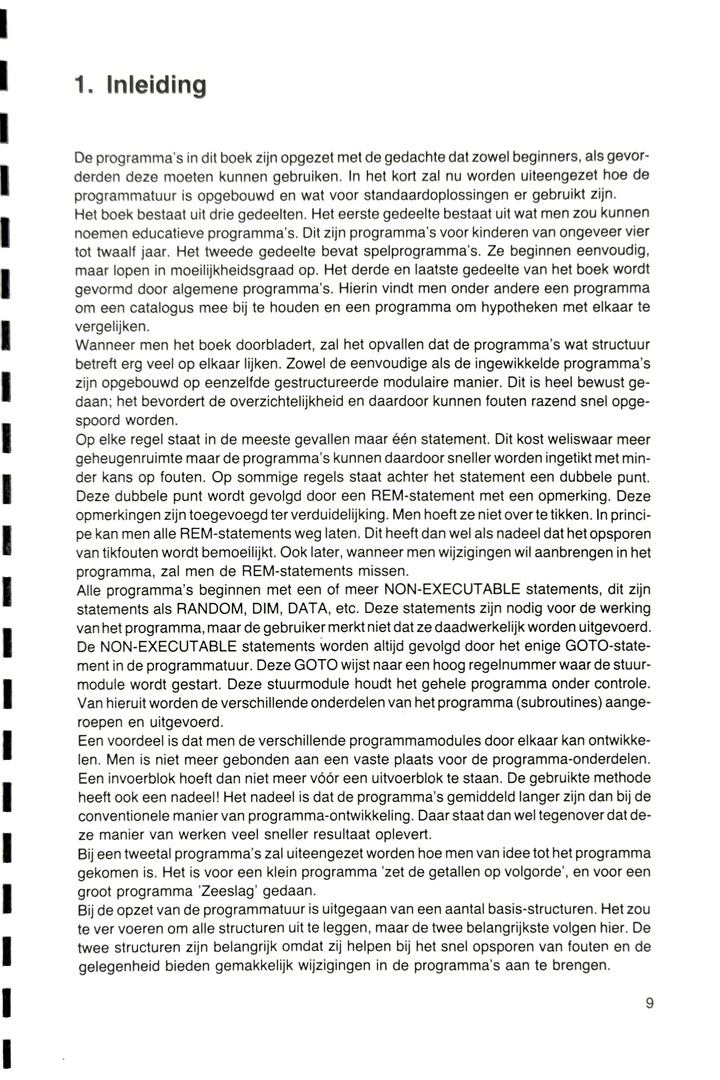 1. Inleiding
De programma's in dit boek zijn opgezet met de gedachte dat zowel beginners, als gevor-
derden deze moeten kunnen gebruiken. In het kort zal nu worden uiteengezet hoe de
programmatuur is opgebouwd en wat voor standaardoplossingen er gebruikt zijn.
Het boek bestaat uit drie gedeelten. Het eerste gedeelte bestaat uit wat men zou kunnen
noemen educatieve programma's. Dit zijn programma's voor kinderen van ongeveer vier
tot twaalf jaar. Het tweede gedeelte bevat spelprogramma's. Ze beginnen eenvoudig,
maar lopen in moeilijkheidsgraad op. Het derde en laatste gedeelte van het boek wordt
gevormd door algemene programma's. Hierin vindt men onder andere een programma
om een catalogus mee bij te houden en een programma om hypotheken met elkaar te
vergelijken.
Wanneer men het boek doorbladert, zal het opvallen dat de programma's wat structuur
betreft erg veel op elkaar lijken. Zowel de eenvoudige als de ingewikkelde programma's
zijn opgebouwd op eenzelfde gestructureerde modulaire manier. Dit is heel bewust ge-
daan; het bevordert de overzichtelijkheid en daardoor kunnen fouten razend snel opge-
spoord worden.
Op elke regel staat in de meeste gevallen maar één statement. Dit kost weliswaar meer
geheugenruimte maar de programma's kunnen daardoor sneller worden ingetikt met min-
der kans op fouten. Op sommige regels staat achter het statement een dubbele punt.
Deze dubbele punt wordt gevolgd door een REM-statement met een opmerking. Deze
opmerkingen zijn toegevoegd ter verduidelijking. Men hoeft ze niet over te tikken. In princi-
pe kan men alle REM-statements weg laten. Dit heeft dan wel als nadeel dat het opsporen
van tikfouten wordt bemoeilijkt. Ook later, wanneer men wijzigingen wil aanbrengen in het
programma, zal men de REM-statements missen.
Alle programma's beginnen met een of meer NON-EXECUTABLE statements, dit zijn
statements als RANDOM, DIM, DATA, etc. Deze statements zijn nodig voor de werking
van het programma, maar de gebruiker merkt niet dat ze daadwerkelijk worden uitgevoerd.
De NON-EXECUTABLE statements worden altijd gevolgd door het enige GOTO-state-
ment in de programmatuur. Deze GOTO wijst naar een hoog regelnummer waar de stuur-
module wordt gestart. Deze stuurmodule houdt het gehele programma onder controle.
Van hieruit worden de verschillende onderdelen van het programma (subroutines) aange-
roepen en uitgevoerd.
Een voordeel is dat men de verschillende programmamodules door elkaar kan ontwikke-
len. Men is niet meer gebonden aan een vaste plaats voor de programma-onderdelen.
Een invoerblok hoeft dan niet meer vóór een uitvoerblok te staan. De gebruikte methode
heeft ook een nadeel! Het nadeel is dat de programma's gemiddeld langer zijn dan bij de
conventionele manier van programma-ontwikkeling. Daar staat dan wel tegenover dat de-
ze manier van werken veel sneller resultaat oplevert.
Bij een tweetal programma's zal uiteengezet worden hoe men van idee tot het programma
gekomen is. Het is voor een klein programma 'zet de getallen op volgorde', en voor een
groot programma 'Zeeslag' gedaan.
Bij de opzet van de programmatuur is uitgegaan van een aantal basis-structuren. Het zou
te ver voeren om alle structuren uit te leggen, maar de twee belangrijkste volgen hier. De
twee structuren zijn belangrijk omdat zij helpen bij het snel opsporen van fouten en de
gelegenheid bieden gemakkelijk wijzigingen in de programma's aan te brengen.
9